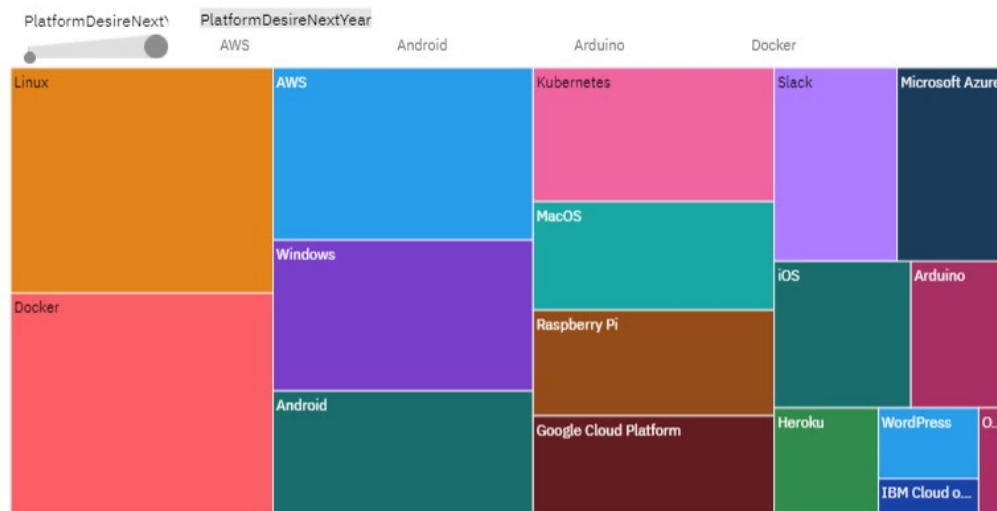 PlatformDesireNextY
PlatformDesireNextYear
AWS
Android
Arduino
Docker
Linux
AWS
Kubernetes
Slack
Microsoft Azure
MacOS
Windows
iOS
Arduino
Docker
Raspberry Pi
Android
Google Cloud Platform
Heroku
WordPress
O...
IBM Cloud o...